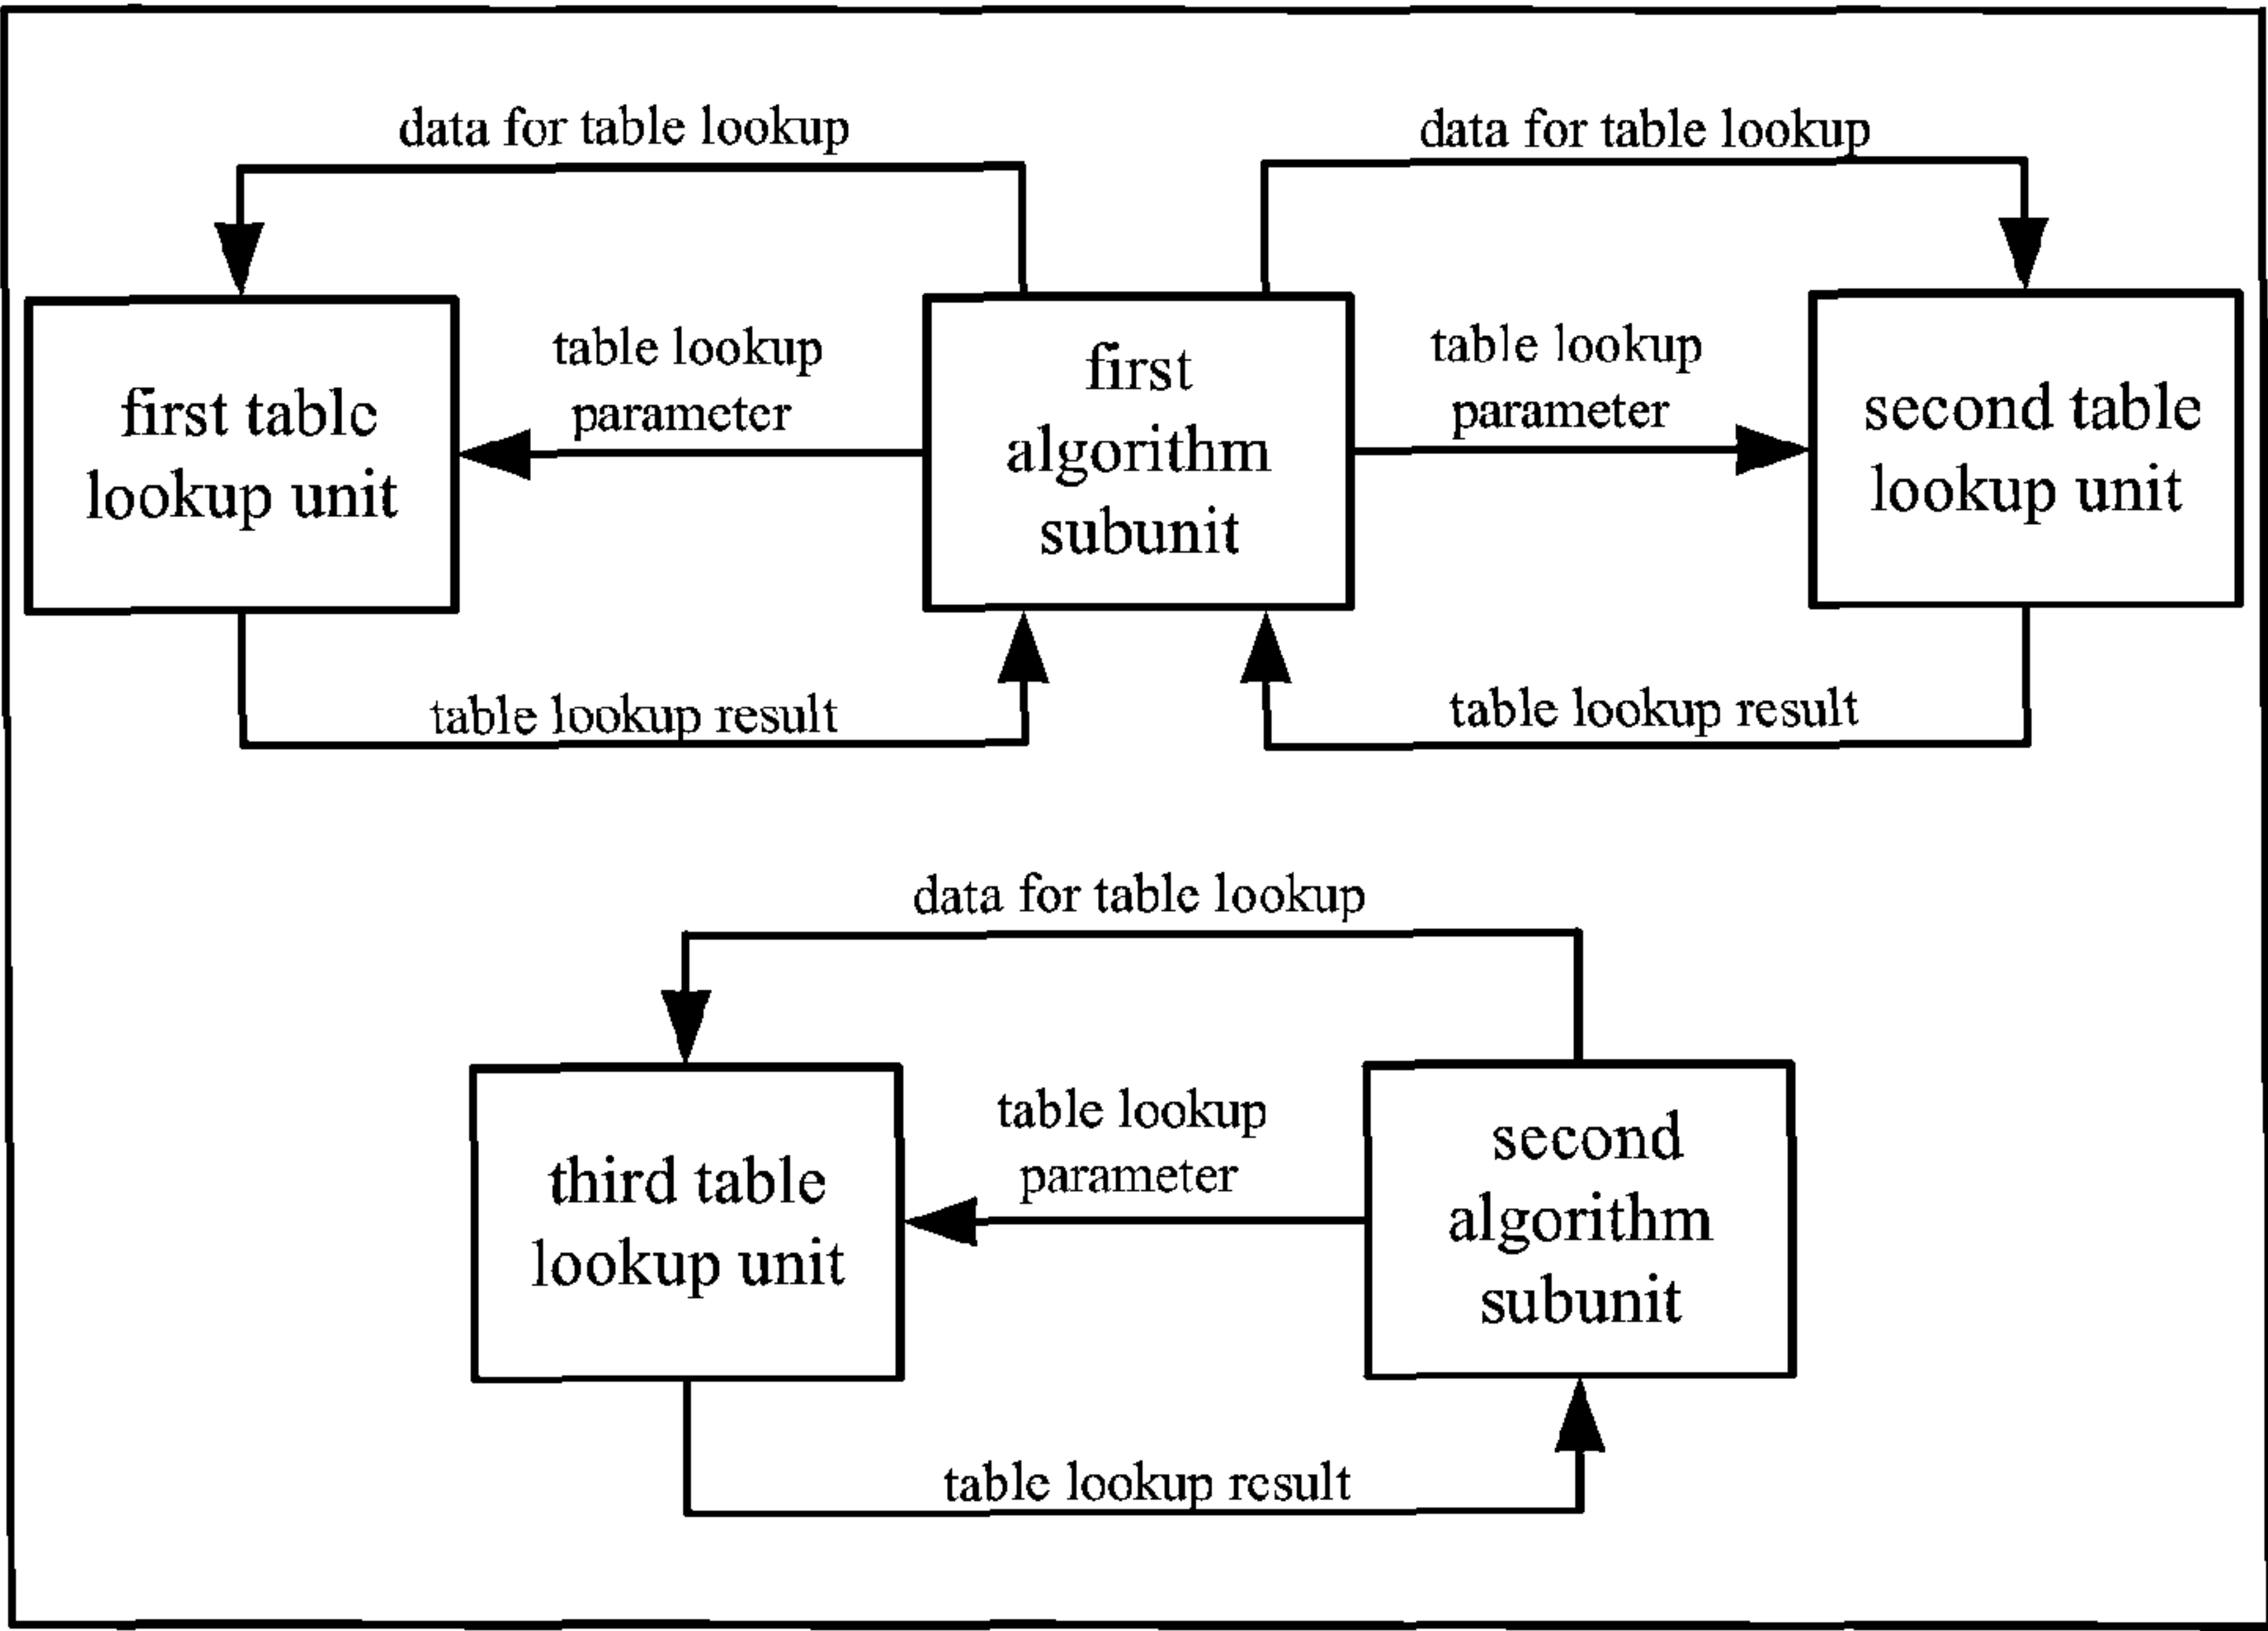 data for table lookup
data for table lookup
first table
lookup unit
table lookup
parameter
first
algorithm
subunit
table lookup
parameter
second table
lookup unit
table lookup result
table lookup result
data for table lookup
third table
lookup unit
table lookup
parameter
second
algorithm
subunit
table lookup result